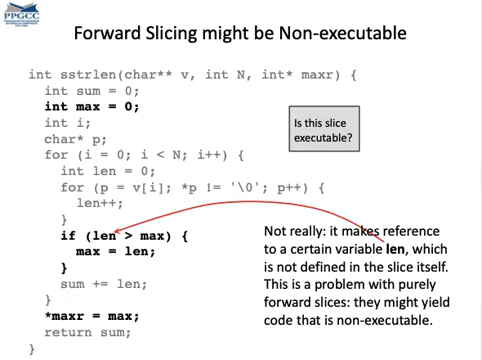 PPGCC
Forward Slicing might be Non-executable
int sstrlen(char** v, int N, int* maxr) {
int sum = 0;
int max = 0;
int i;
char* p;
for (i = 0; i < N; i++) {
int len = 0;
for (p = v[i]; *p != '\0'; p++) {
len++;
}
if (len > max) {
max = len;
}
sum += len;
}
*maxr = max;
return sum;
}
Is this slice
executable?
Not really: it makes reference
to a certain variable len, which
is not defined in the slice itself.
This is a problem with purely
forward slices: they might yield
code that is non-executable.